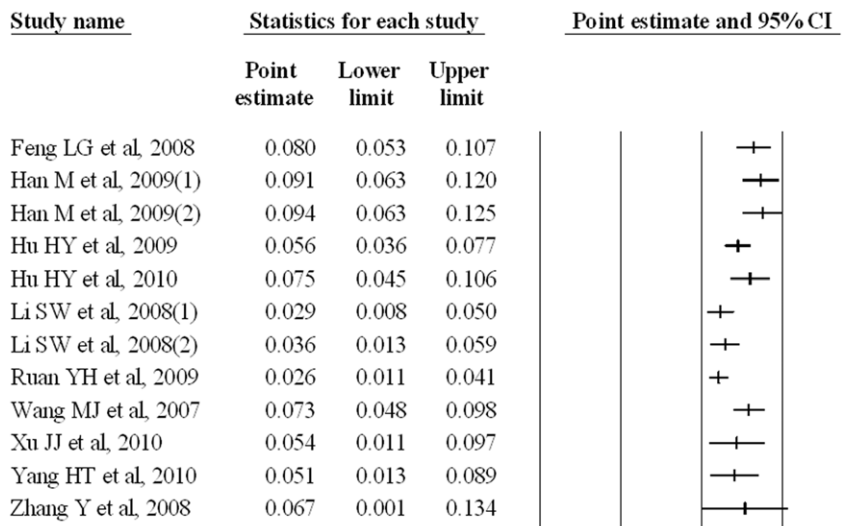 Study name Statistics for each study Point estimate and 95% CI
Point Lower Upper
estimate limit limit
Feng LG et al, 2008 0.080 0.053 0.107
Han M et al, 2009(1) 0.091 0.063 0.120
Han M et al, 2009(2) 0.094 0.063 0.125
Hu HY et al, 2009 0.056 0.036 0.077
Hu HY et al, 2010 0.075 0.045 0.106
Li SW et al, 2008(1) 0.029 0.008 0.050
Li SW et al, 2008(2) 0.036 0.013 0.059
Ruan YH et al, 2009 0.026 0.011 0.041
Wang MJ et al, 2007 0.073 0.048 0.098
Xu JJ et al, 2010 0.054 0.011 0.097
Yang HT et al, 2010 0.051 0.013 0.089
Zhang Y et al, 2008 0.067 0.001 0.134